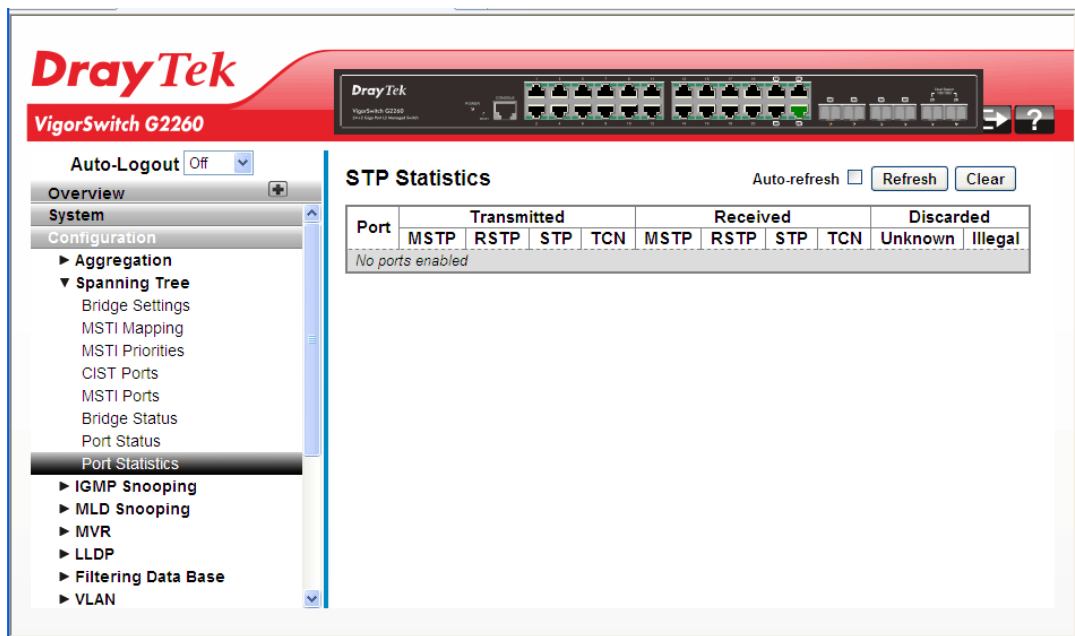 DrayTek
VigorSwitch G2260
DrayTek
VigorSwitch G2260
Auto-Logout Off
Overview
System
Configuration
► Aggregation
▼ Spanning Tree
Bridge Settings
MSTI Mapping
MSTI Priorities
CIST Ports
MSTI Ports
Bridge Status
Port Status
Port Statistics
► IGMP Snooping
► MLD Snooping
► MVR
► LLDP
► Filtering Data Base
► VLAN
STP Statistics
Auto-refresh Refresh Clear
Port Transmitted Received Discarded
MSTP RSTP STP TCN MSTP RSTP STP TCN Unknown Illegal
No ports enabled